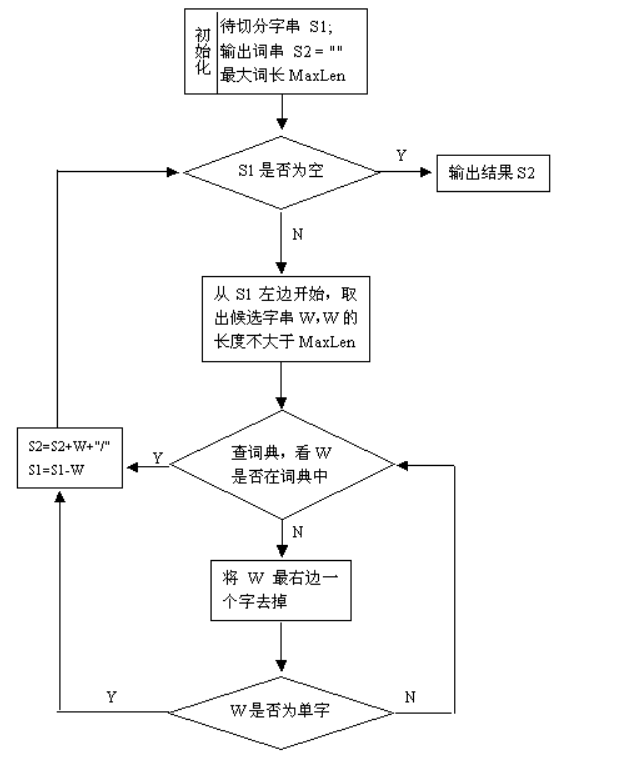 初始化
待切分字串 S1;
输出词串 S2 = ""
最大词长 MaxLen
S1 是否为空
Y
输出结果 S2
N
从 S1 左边开始，取
出候选字串 W，W 的
长度不大于 MaxLen
查词典，看 W
是否在词典中
Y
S2=S2+W+"/"
S1=S1-W
N
将 W 最右边一
个字去掉
W 是否为单字
Y
N